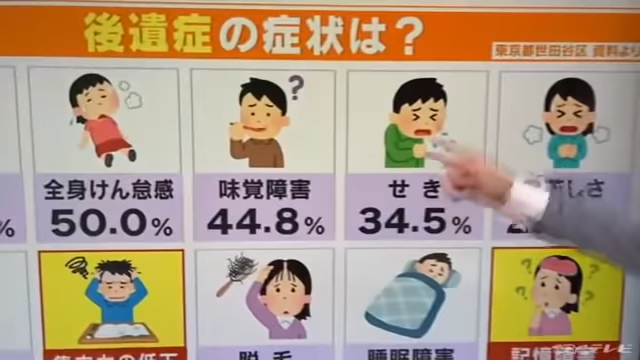 後遺症の症状は？
東京都世田谷区 資料より
全身けん怠感
味覚障害
せき
%
50.0%
44.8%
34.5%
脱毛
睡眠障害